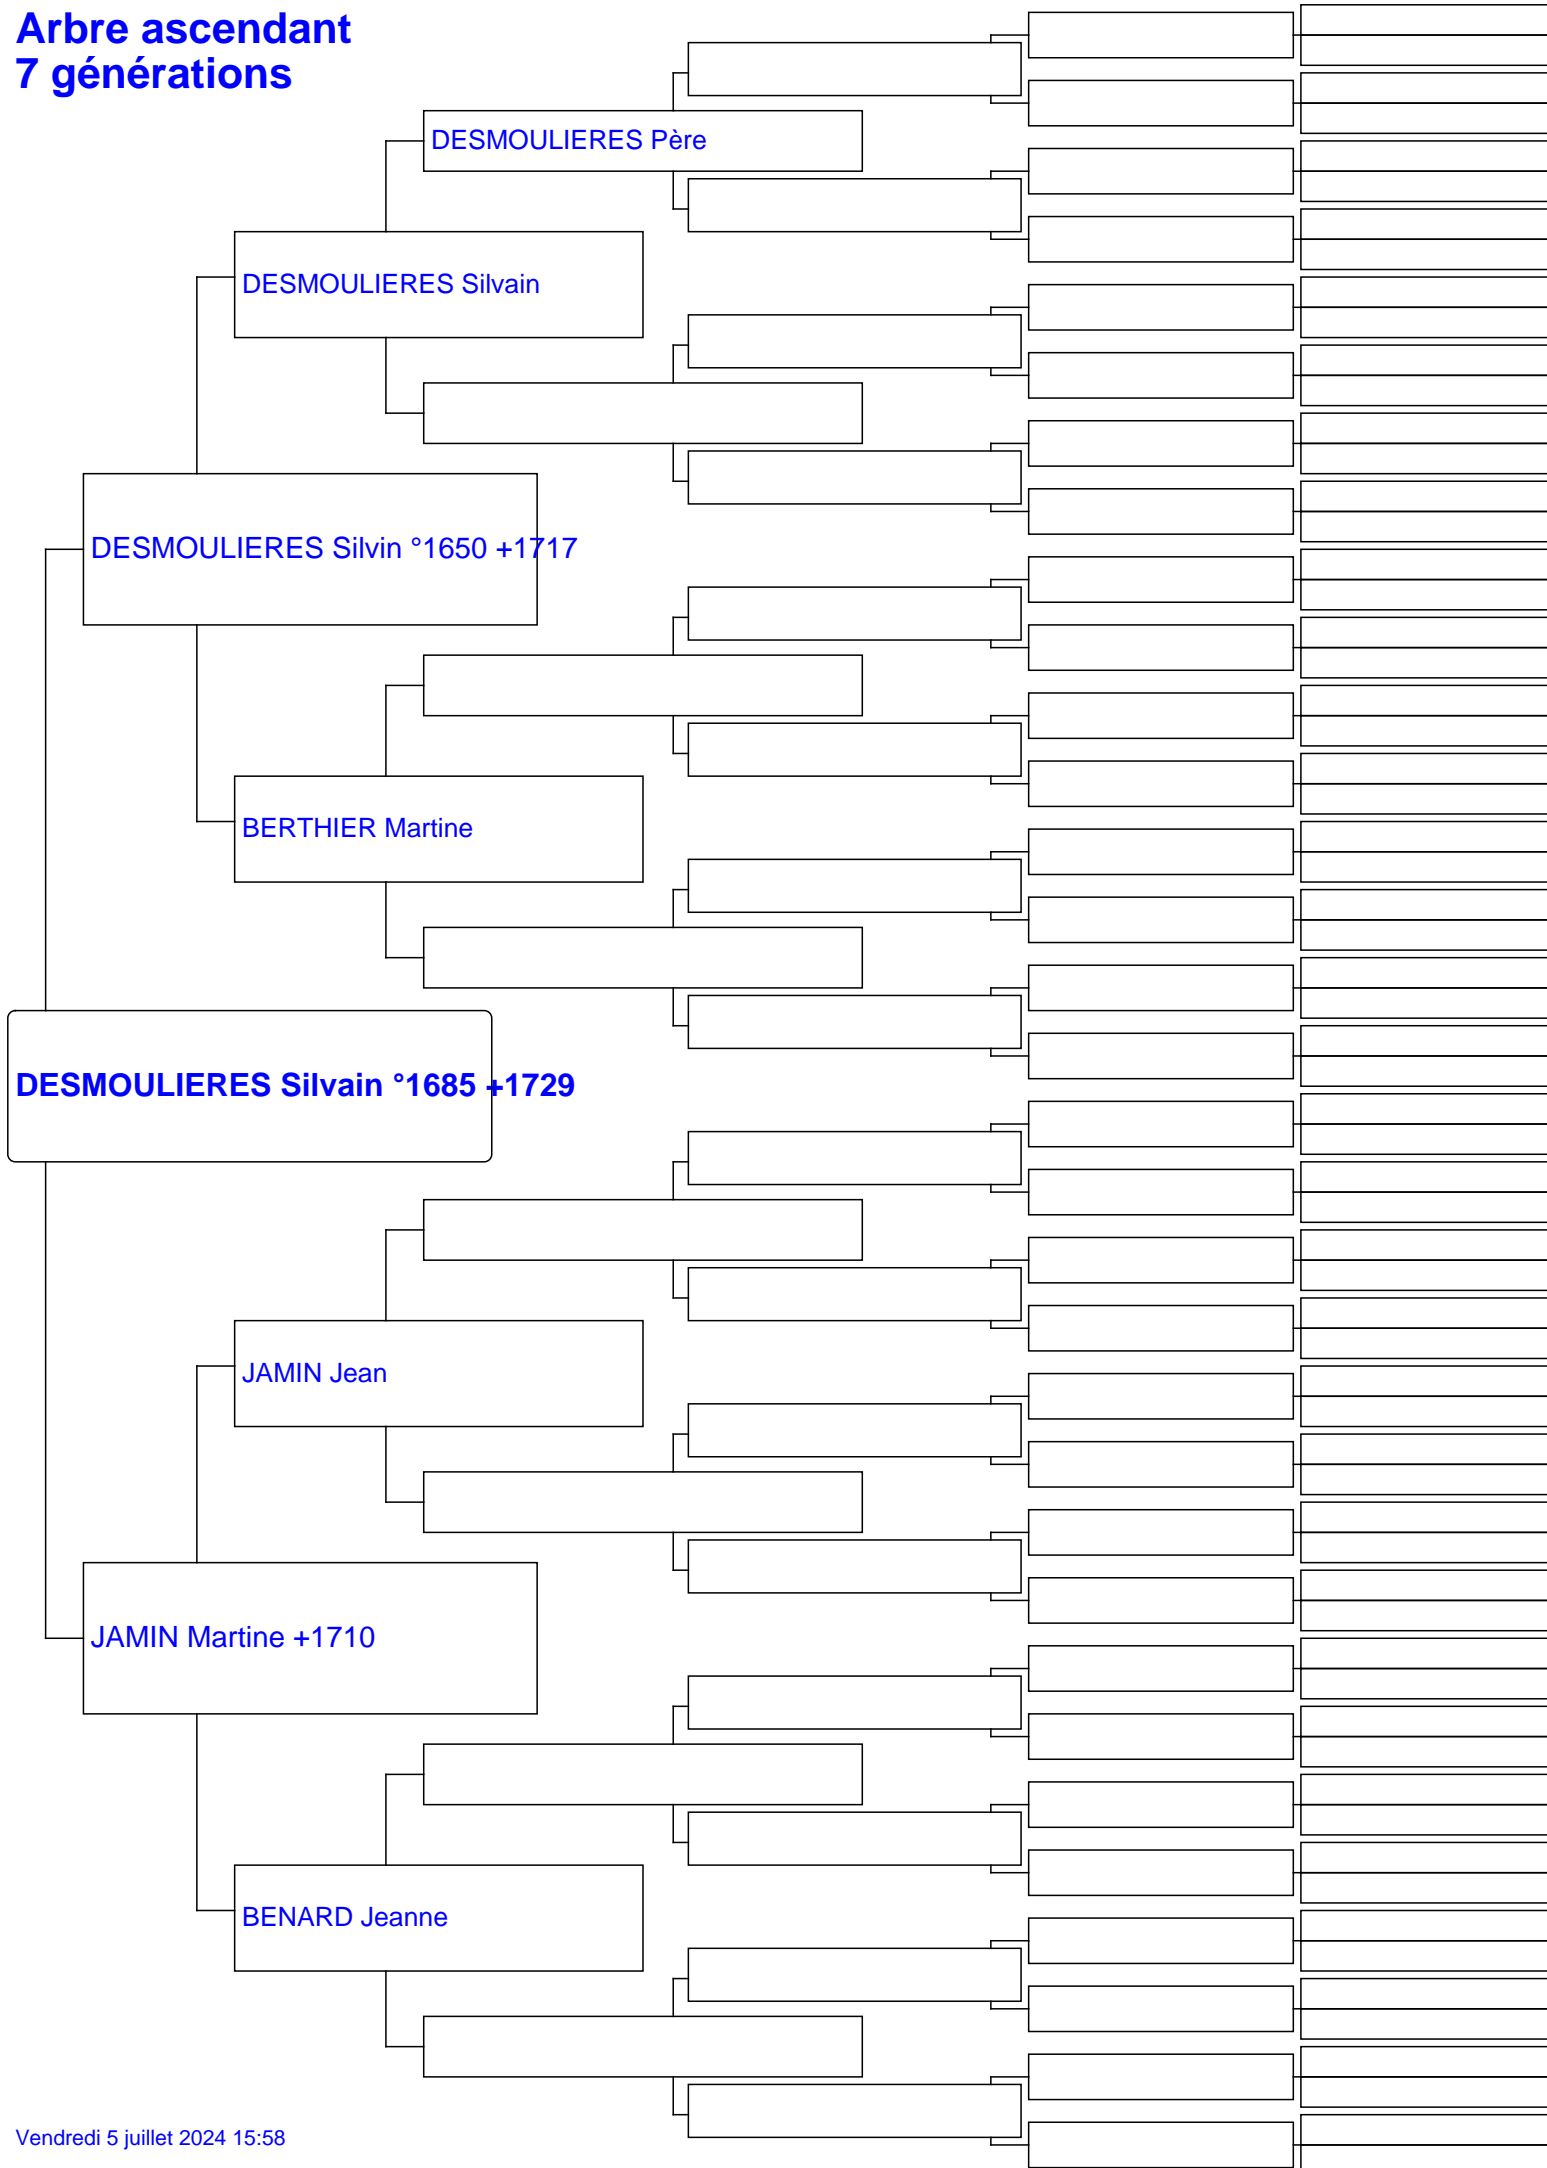 Arbre ascendant
7 générations
DESMOULIERES Père
DESMOULIERES Silvain
DESMOULIERES Silvin °1650 +1717
BERTHIER Martine
DESMOULIERES Silvain °1685 +1729
JAMIN Jean
JAMIN Martine +1710
BENARD Jeanne
Vendredi 5 juillet 2024 15:58